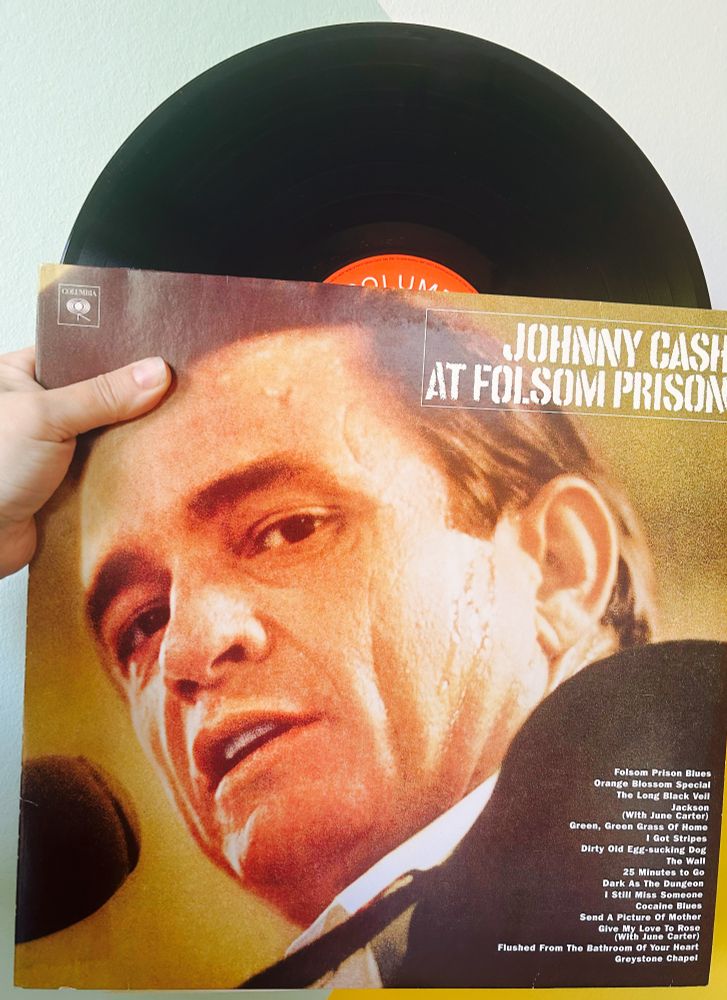 COLUMBIA
JOHNNY CASH
AT FOLSOM PRISON
Folsom Prison Blues
Orange Blossom Special
The Long Black Veil
Jackson
(With June Carter)
Green, Green Grass Of Home
I Got Stripes
Dirty Old Egg-sucking Dog
The Wall
25 Minutes to Go
Dark As The Dungeon
I Still Miss Someone
Cocaine Blues
Send A Picture Of Mother
Give My Love To Rose
(With June Carter)
Flushed From The Bathroom Of Your Heart
Greystone Chapel